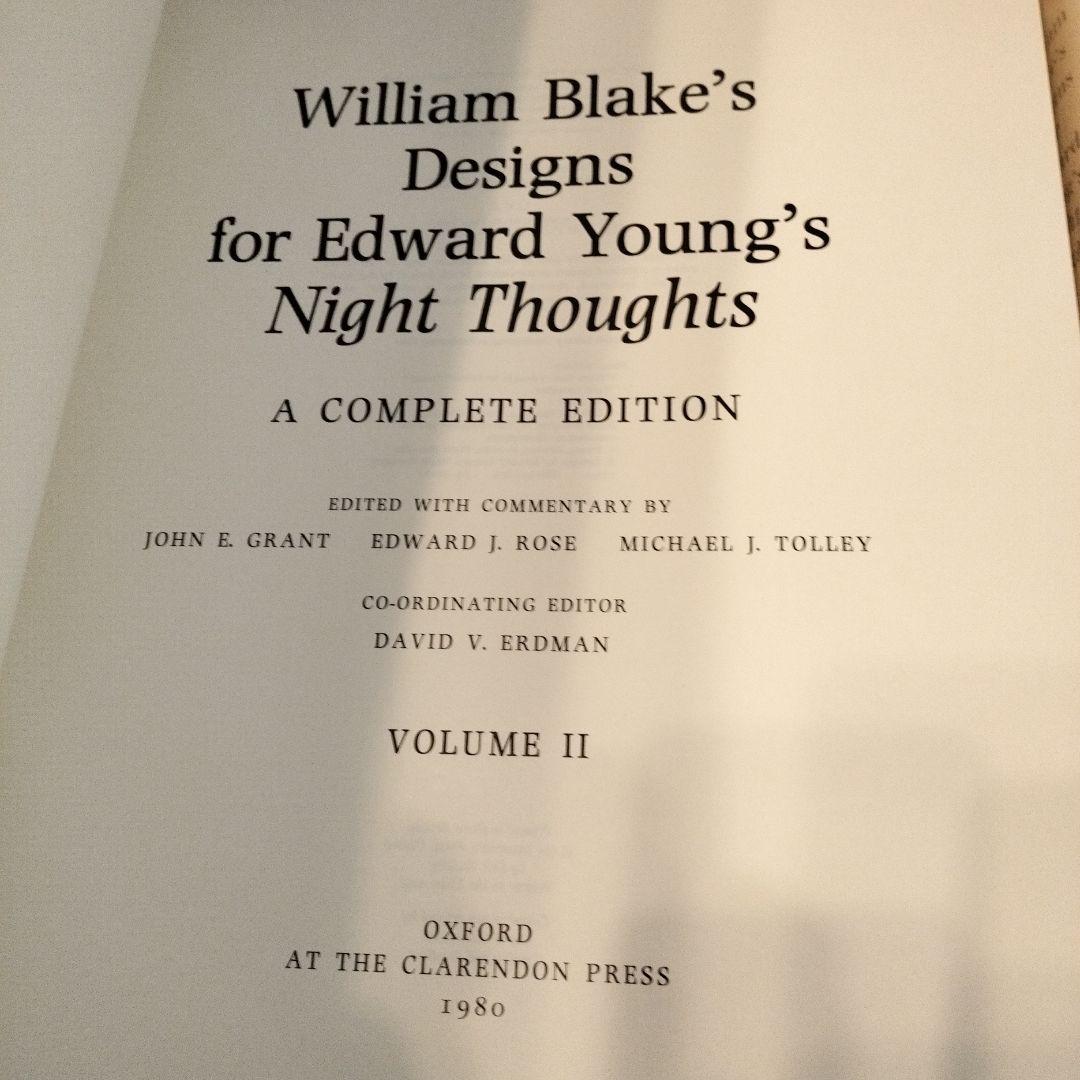 William Blake's
Designs
for Edward Young's
Night Thoughts
A COMPLETE EDITION
EDITED WITH COMMENTARY BY
JOHN E. GRANT EDWARD J. ROSE MICHAEL J. TOLLEY
CO-ORDINATING EDITOR
DAVID V. ERDMAN
VOLUME II
OXFORD
AT THE CLARENDON PRESS
1980